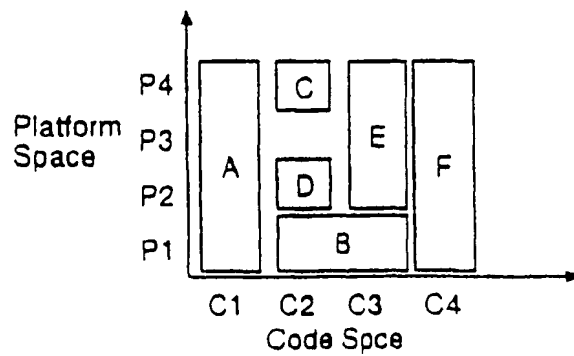 P4
C
Platform
Space
P3
E
A
F
P2
D
P1
B
C1 C2 C3 C4
Code Spce